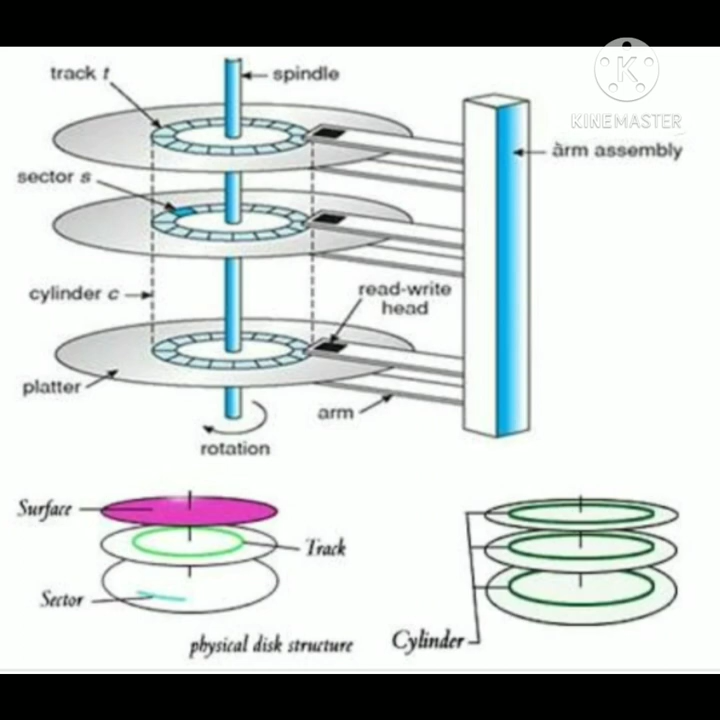 KINEMASTER
track t
spindle
arm assembly
sector s
cylinder c
read-write
head
platter
arm
rotation
Surface
Track
Sector
physical disk structure
Cylinder